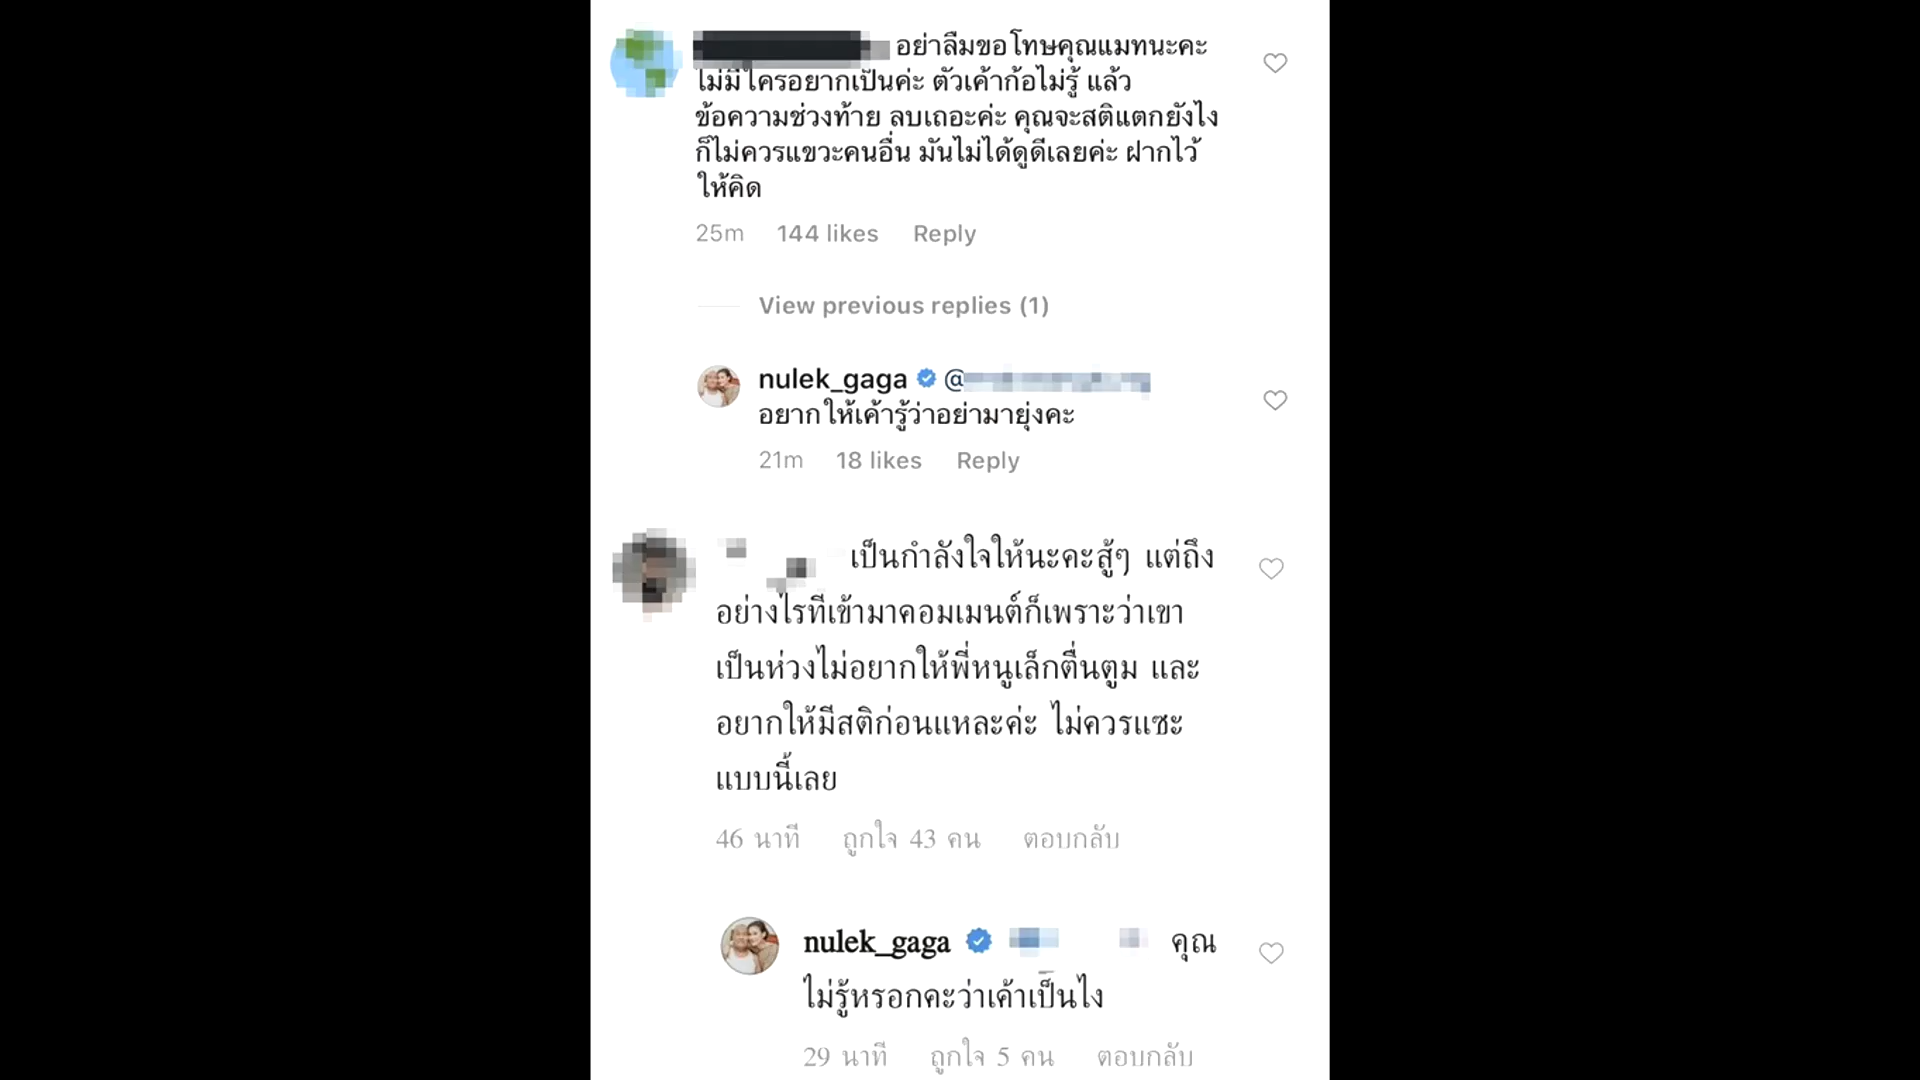 อย่าลืมขอโทษคุณแมทนะคะ
ไม่มีใครอยากเป็นค่ะ ตัวเค้าก้อไม่รู้ แล้ว
ข้อความช่วงท้าย ลบเถอะค่ะ คุณจะสติแตกยังไง
ก็ไม่ควรแขวะคนอื่น มันไม่ได้ดูดีเลยค่ะ ฝากไว้
ให้คิด
25m 144 likes Reply
View previous replies (1)
nulek_gaga @
อยากให้เค้ารู้ว่าอย่ามายุ่งคะ
21m 18 likes Reply
เป็นกำลังใจให้นะคะสู้ๆ แต่ถึง
อย่างไรที่เข้ามาคอมเมนต์ก็เพราะว่าเขา
เป็นห่วงไม่อยากให้พี่หนูเล็กตื่นตูม และ
อยากให้มีสติก่อนแหละค่ะ ไม่ควรแซะ
แบบนี้เลย
46 นาที ถูกใจ 43 คน ตอบกลับ
nulek_gaga คุณ
ไม่รู้หรอกคะว่าเค้าเป็นไง
29 นาที ถูกใจ 5 คน ตอบกลับ